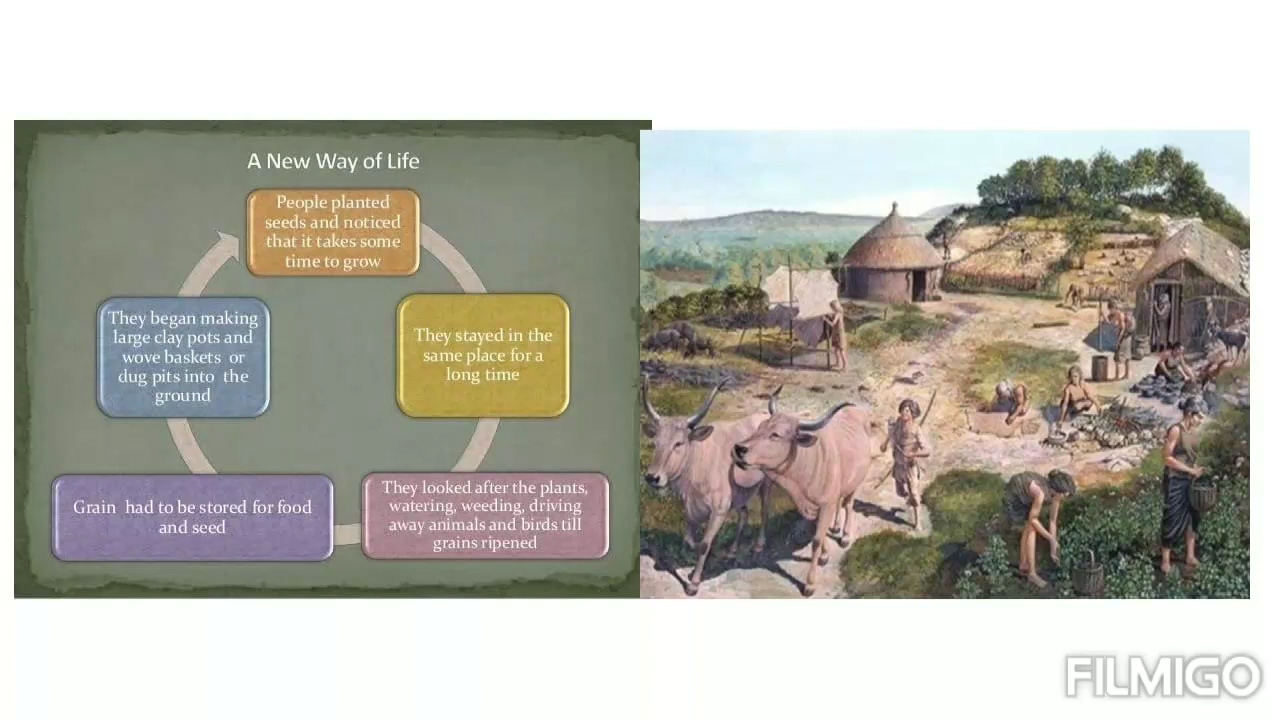 A New Way of Life
People planted
seeds and noticed
that it takes some
time to grow
They stayed in the
same place for a
long time
They looked after the plants,
watering, weeding, driving
away animals and birds till
grains ripened
Grain had to be stored for food
and seed
They began making
large clay pots and
wove baskets or
dug pits into the
ground
FILMIGO